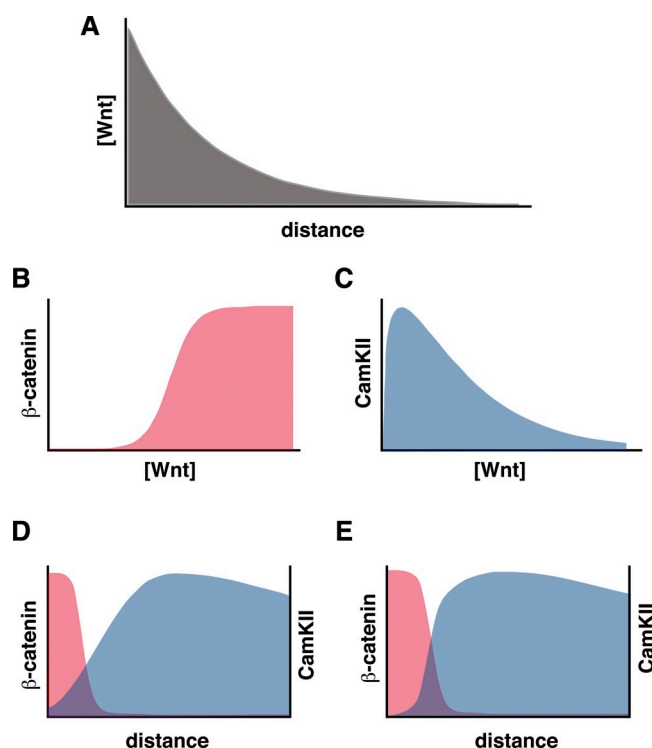 A
[Wnt]
distance
B
β-catenin
[Wnt]
C
CamKII
[Wnt]
D
β-catenin
CamKII
distance
E
β-catenin
CamKII
distance